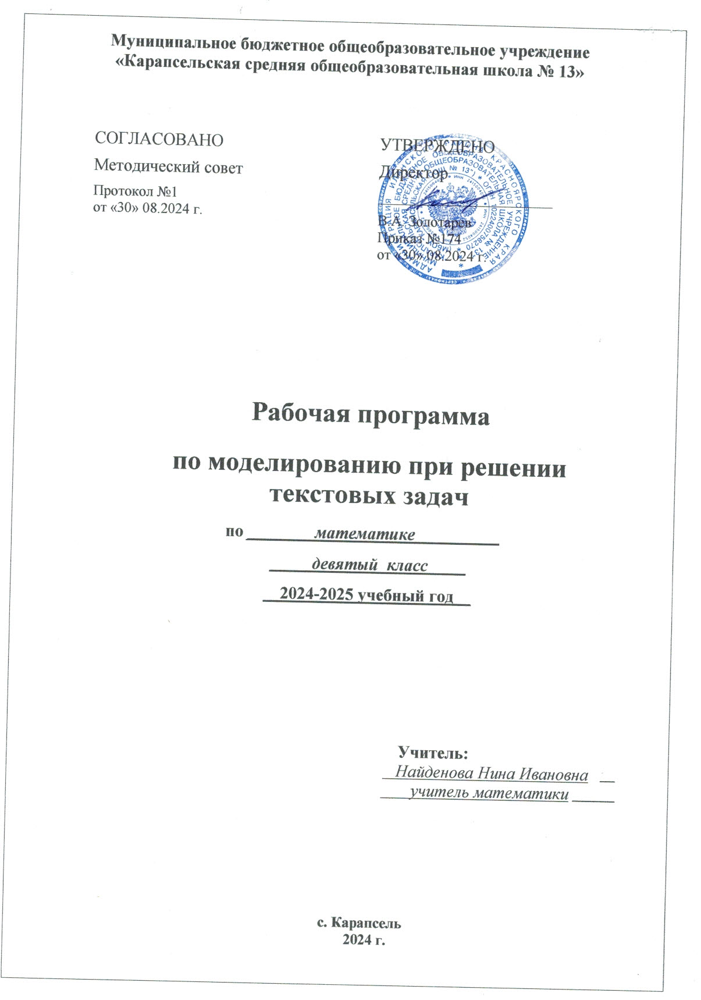 Муниципальное бюджетное общеобразовательное учреждение
«Карапсельская средняя общеобразовательная школа № 13»
СОГЛАСОВАНО
Методический совет
Протокол №1
от «30» 08.2024 г.
УТВЕРЖДЕНО
Директор
В.А. Золотарев
Приказ №174
от «30» 08.2024 г.
Рабочая программа
по моделированию при решении
текстовых задач
по математике
девятый класс
2024-2025 учебный год
Учитель:
Найденова Нина Ивановна
учитель математики
с. Карапсель
2024 г.